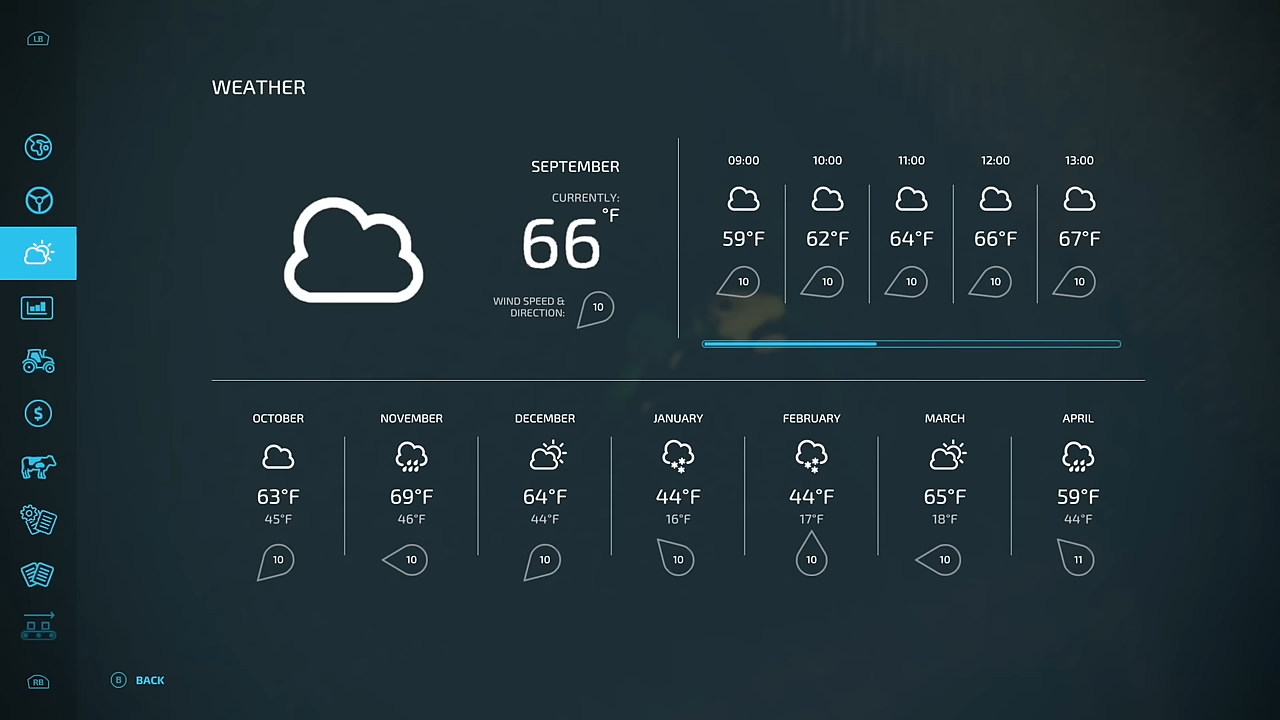 LB
WEATHER
SEPTEMBER
CURRENTLY:
66 °F
WIND SPEED &
DIRECTION:
10
09:00 10:00 11:00 12:00 13:00
59°F 62°F 64°F 66°F 67°F
10 10 10 10 10
OCTOBER NOVEMBER DECEMBER JANUARY FEBRUARY MARCH APRIL
63°F 69°F 64°F 44°F 44°F 65°F 59°F
45°F 46°F 44°F 16°F 17°F 18°F 44°F
10 10 10 10 10 10 11
RB
B BACK